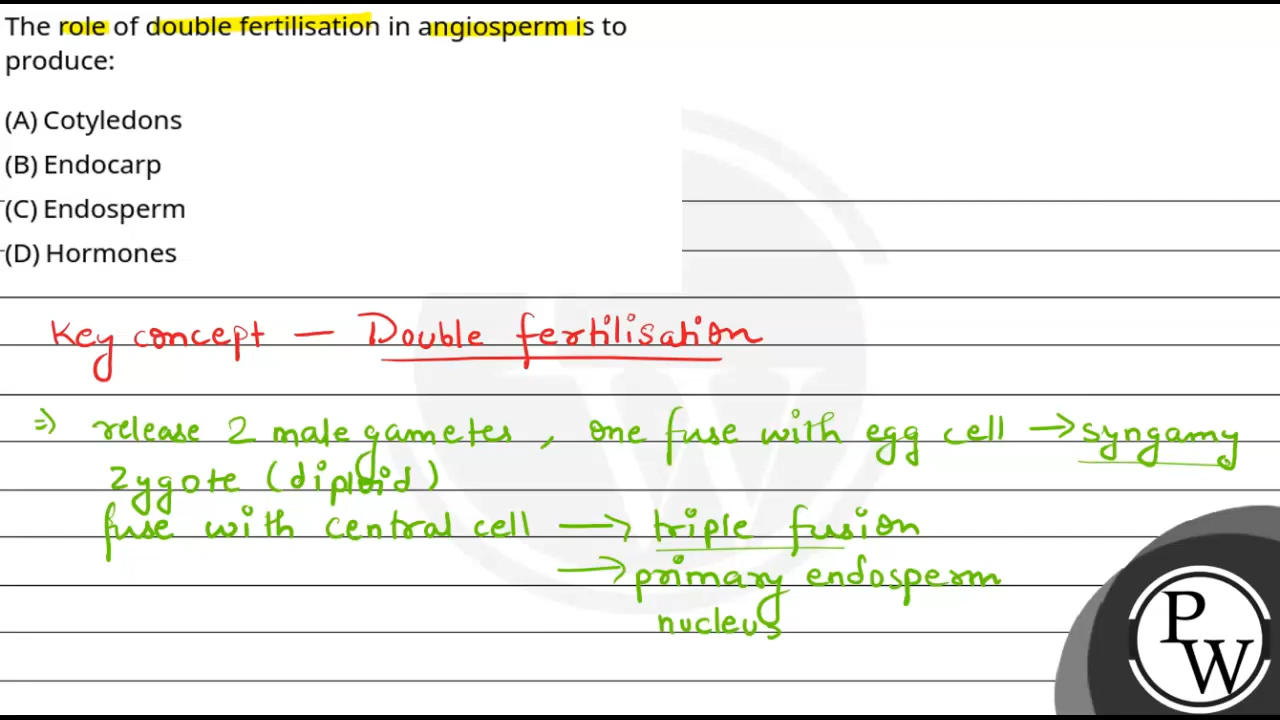 The role of double fertilisation in angiosperm is to
produce:
(A) Cotyledons
(B) Endocarp
(C) Endosperm
(D) Hormones
Key concept — Double fertilisation
⇒ release 2 male gametes, one fuse with egg cell → syngamy
zygote (diploid)
fuse with central cell → triple fusion
→ primary endosperm
nucleus
P
W